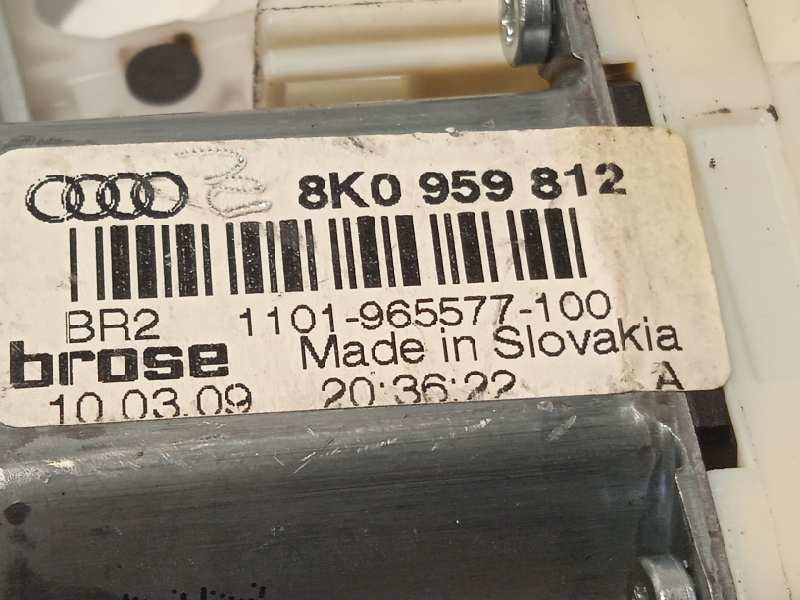 8K0 959 812
BR2 1101-965577-100
brose Made in Slovakia
10.03.09 20:36:22 A